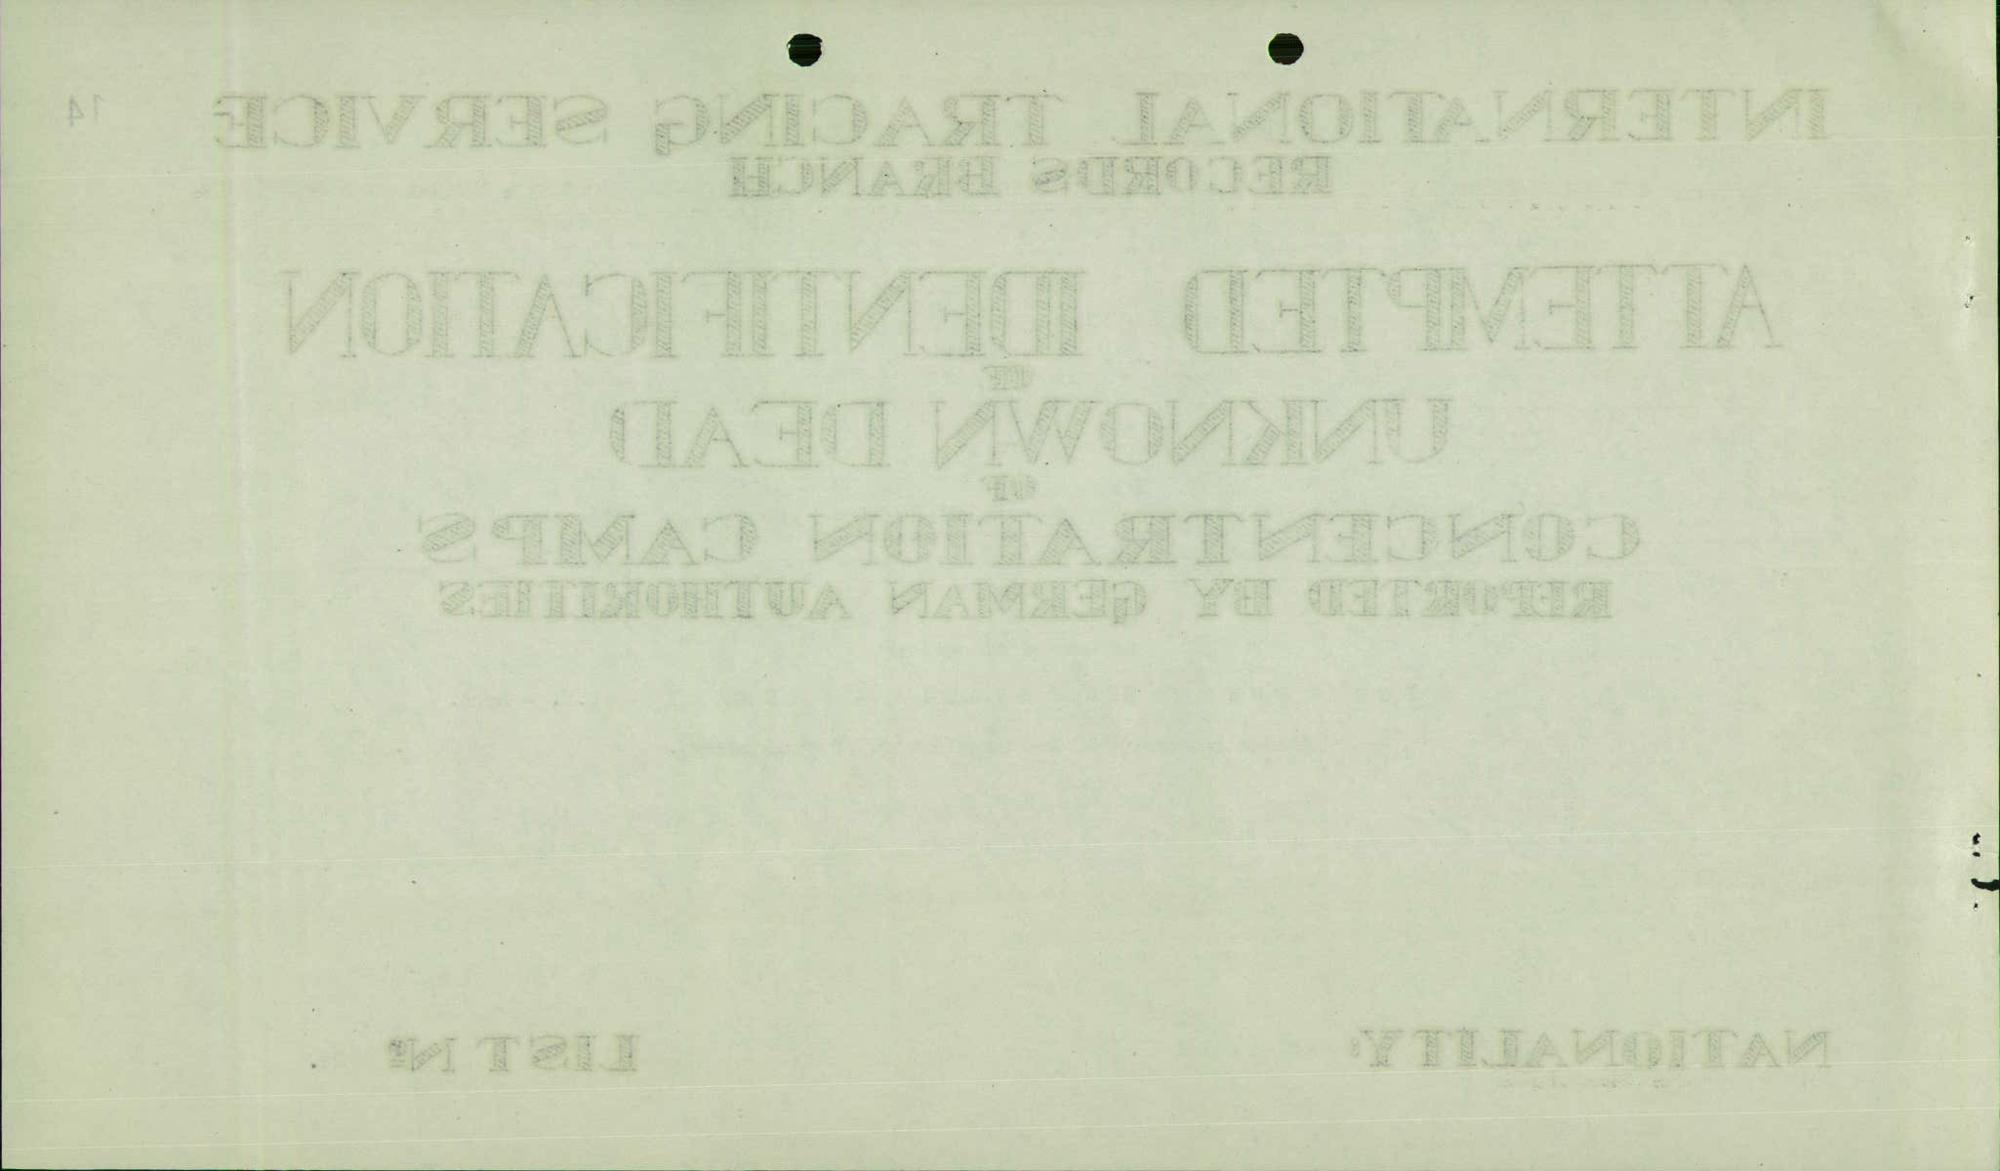 14
INTERNATIONAL TRACING SERVICE
RECORDS BRANCH
ATTEMPTED IDENTIFICATION
OF
UNKNOWN DEAD
OF
CONCENTRATION CAMPS
REPORTED BY GERMAN AUTHORITIES
NATIONALITY: LIST Nº